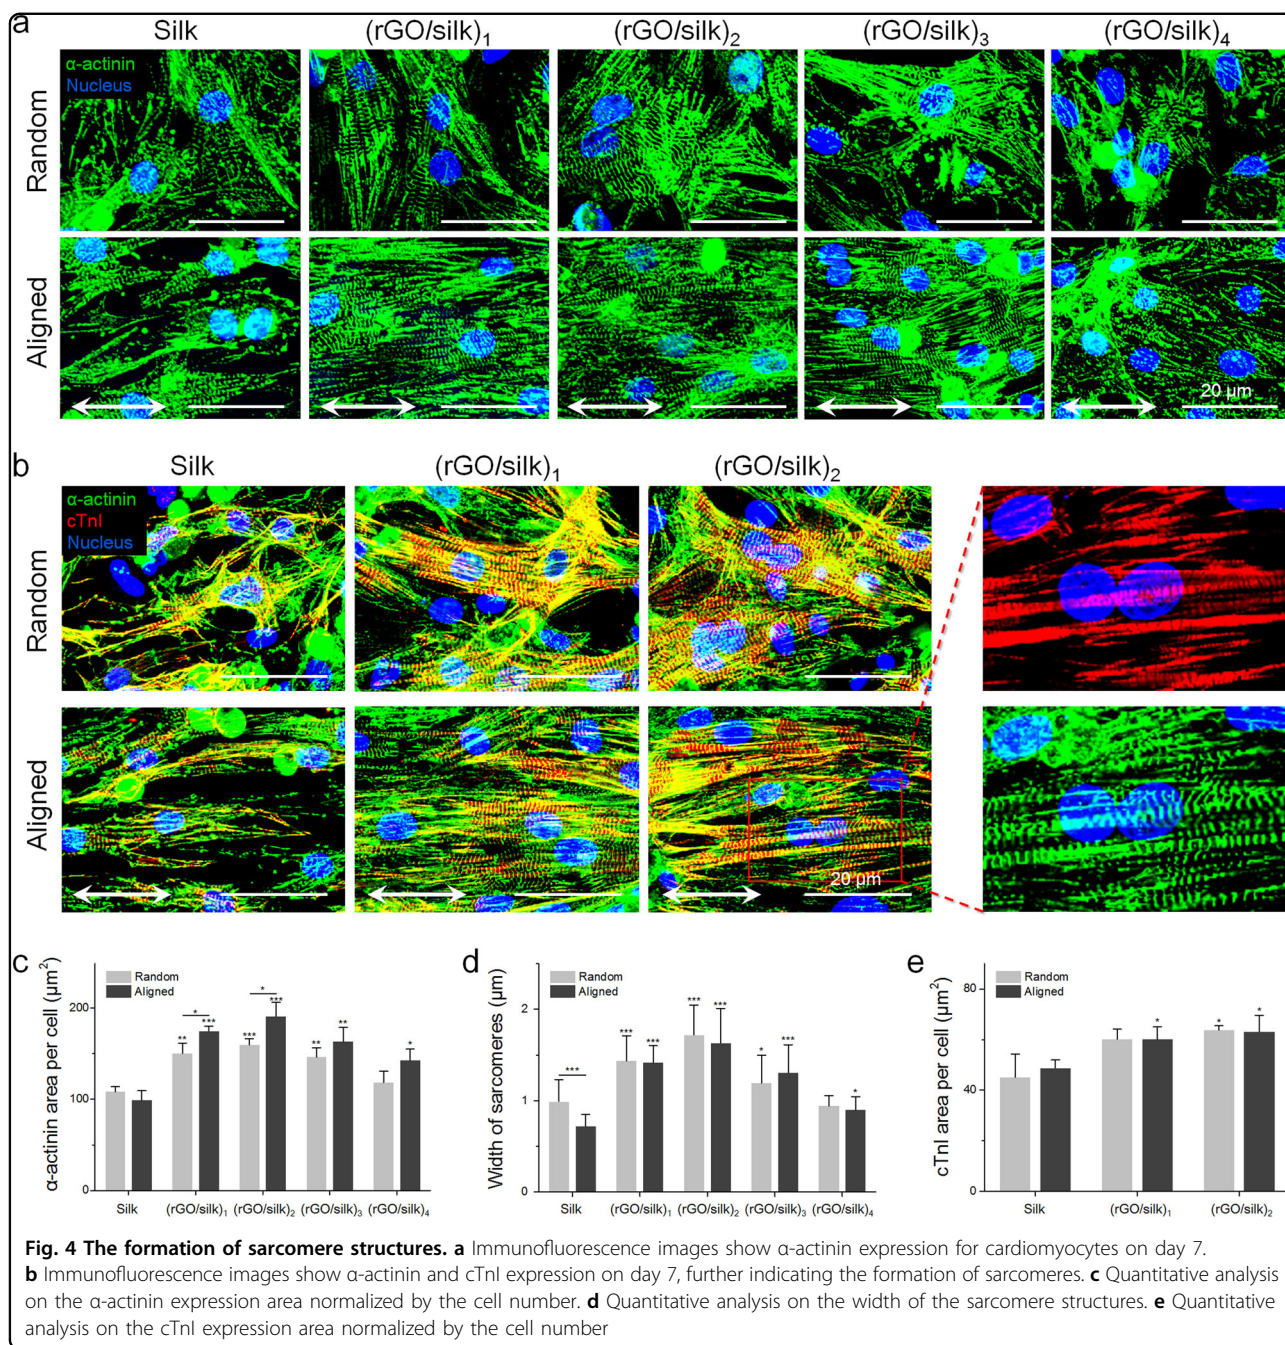 a
Silk (rGO/silk)₁ (rGO/silk)₂ (rGO/silk)₃ (rGO/silk)₄
α-actinin
Nucleus
Random
Aligned
20 µm
b
Silk (rGO/silk)₁ (rGO/silk)₂
α-actinin
cTnI
Nucleus
Random
Aligned
20 µm
c
α-actinin area per cell (µm²)
Random
Aligned
200
100
0
** * *** *** * *** ** ** *
Silk (rGO/silk)₁ (rGO/silk)₂ (rGO/silk)₃ (rGO/silk)₄
d
Width of sarcomeres (µm)
Random
Aligned
2
1
0
*** *** *** *** *** * *** *
Silk (rGO/silk)₁ (rGO/silk)₂ (rGO/silk)₃ (rGO/silk)₄
e
cTnI area per cell (µm²)
Random
Aligned
80
40
0
* * *
Silk (rGO/silk)₁ (rGO/silk)₂
Fig. 4 The formation of sarcomere structures. a Immunofluorescence images show α-actinin expression for cardiomyocytes on day 7.
b Immunofluorescence images show α-actinin and cTnI expression on day 7, further indicating the formation of sarcomeres. c Quantitative analysis
on the α-actinin expression area normalized by the cell number. d Quantitative analysis on the width of the sarcomere structures. e Quantitative
analysis on the cTnI expression area normalized by the cell number